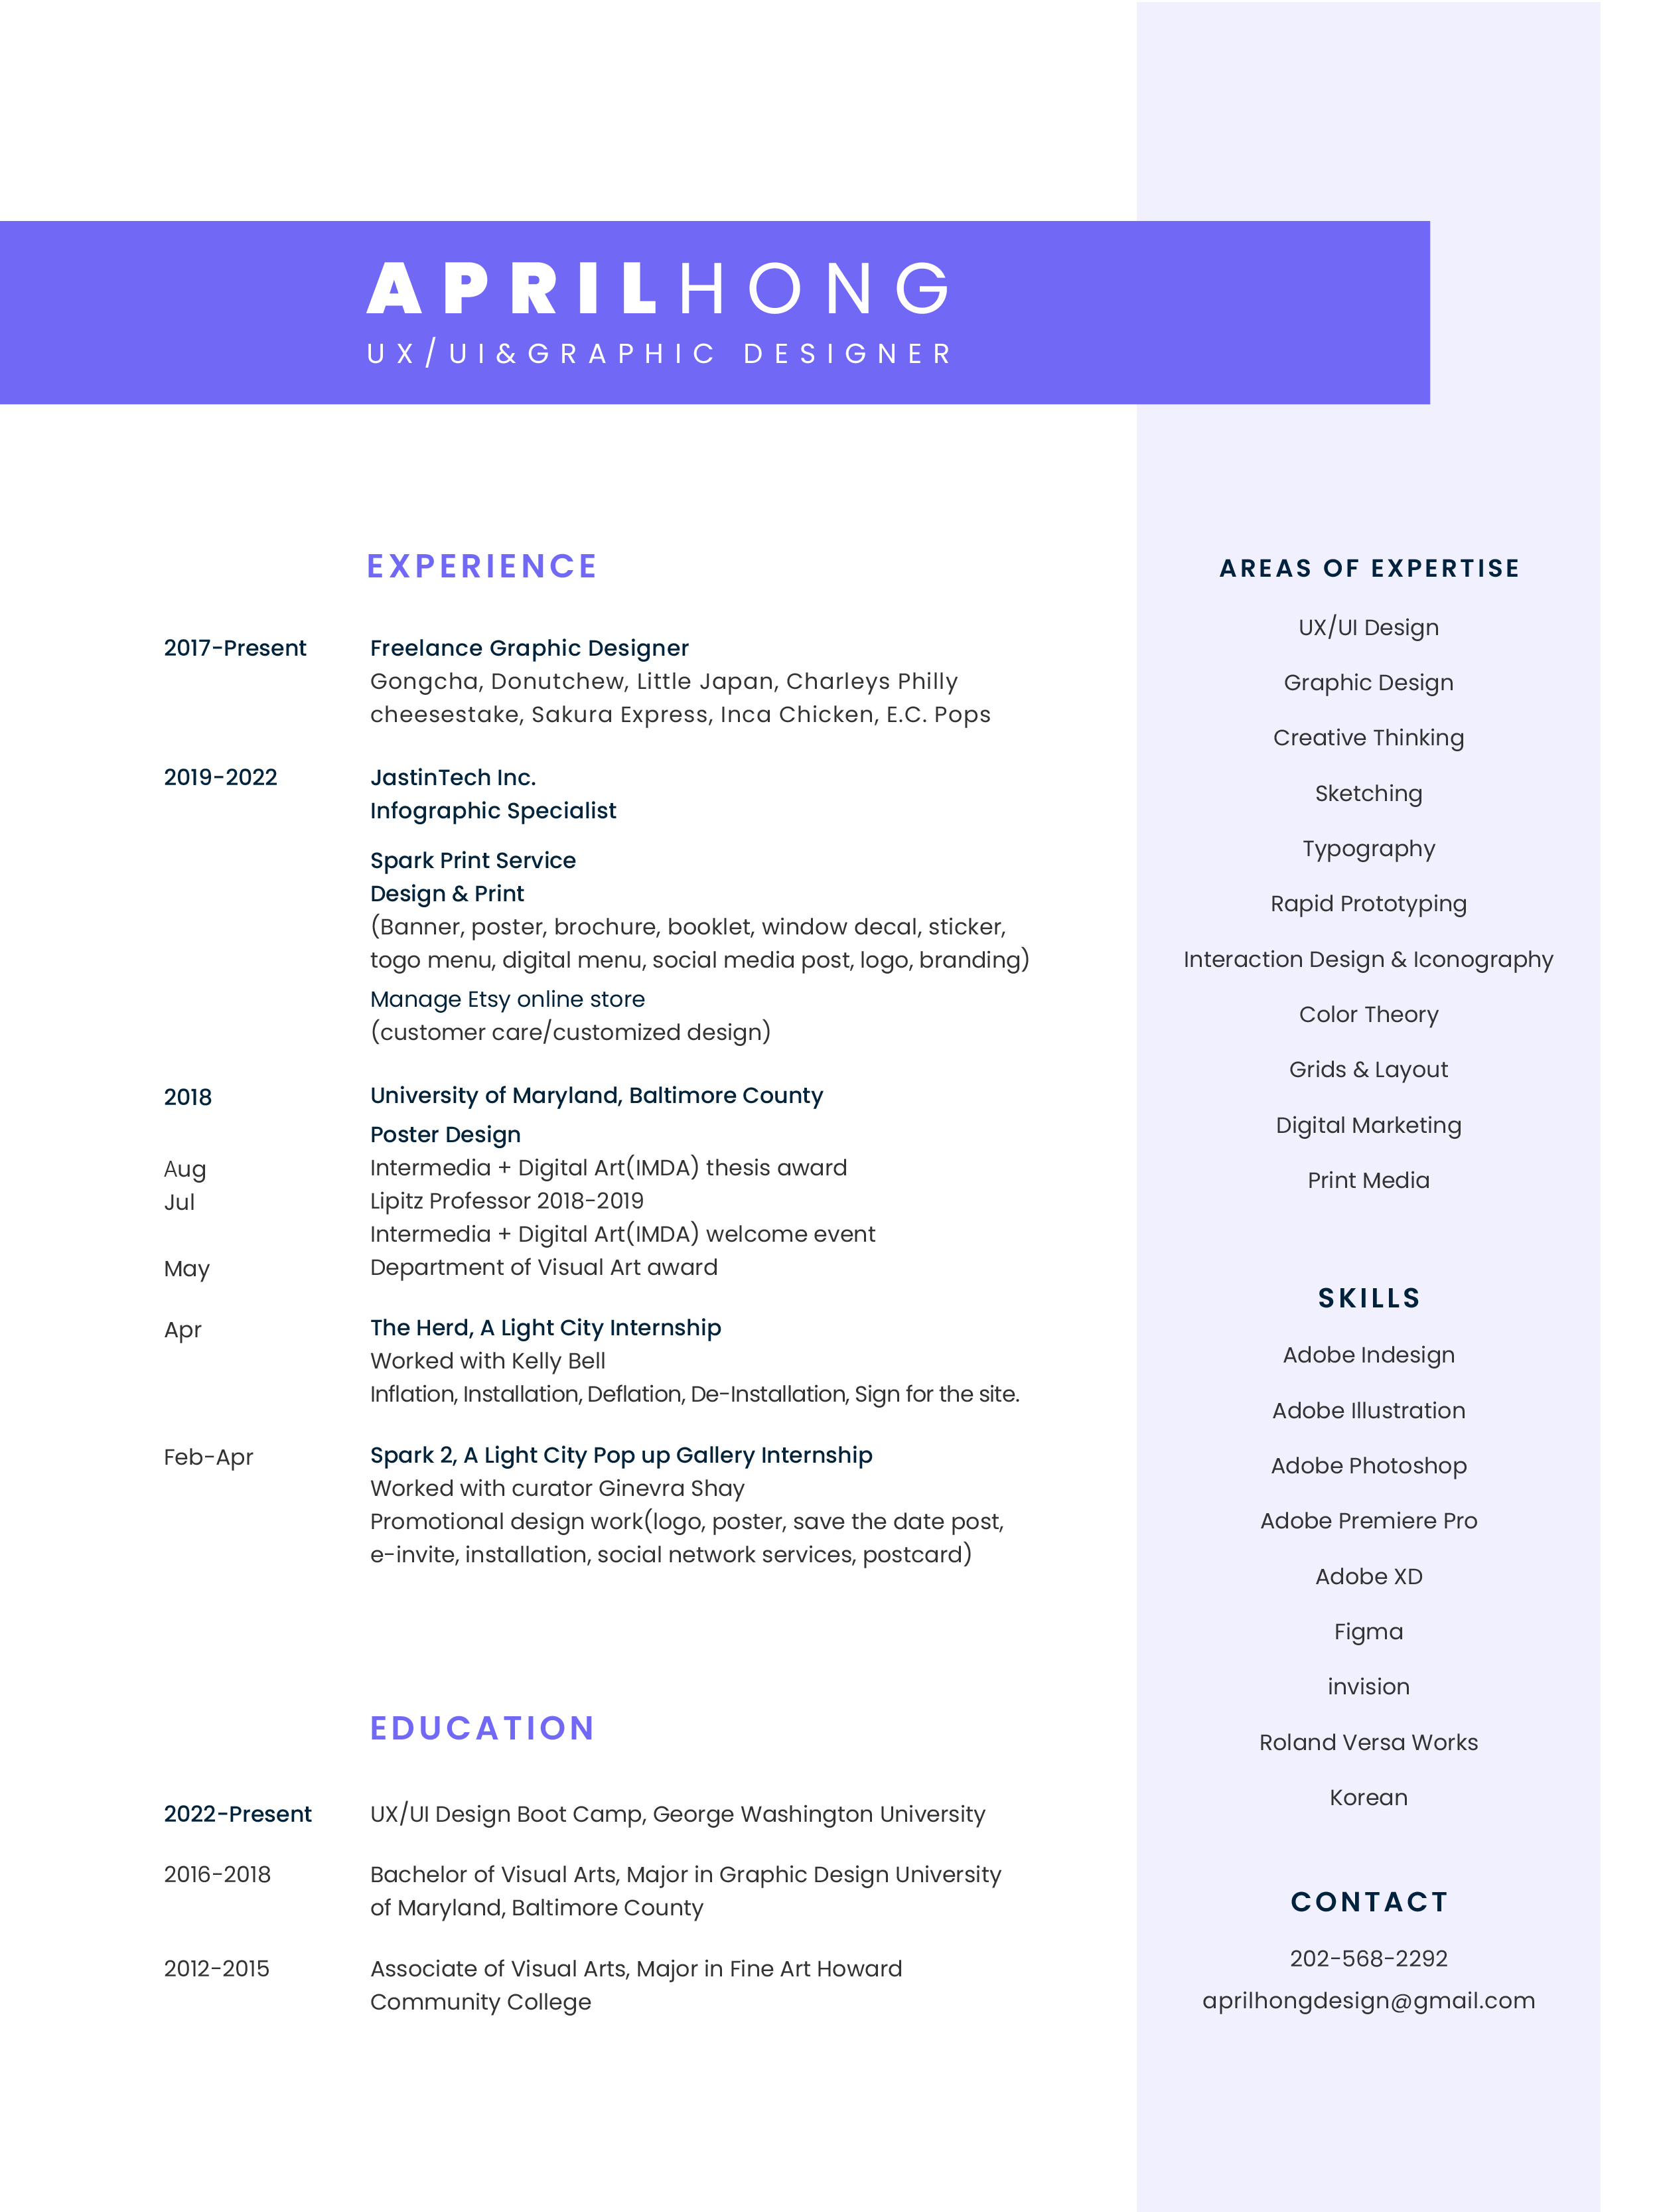 APRILHONG
UX/UI&GRAPHIC DESIGNER
EXPERIENCE
2017-Present
Freelance Graphic Designer
Gongcha, Donutchew, Little Japan, Charleys Philly
cheesestake, Sakura Express, Inca Chicken, E.C. Pops
2019-2022
JastinTech Inc.
Infographic Specialist
Spark Print Service
Design & Print
(Banner, poster, brochure, booklet, window decal, sticker,
togo menu, digital menu, social media post, logo, branding)
Manage Etsy online store
(customer care/customized design)
2018
University of Maryland, Baltimore County
Poster Design
Aug
Intermedia + Digital Art(IMDA) thesis award
Jul
Lipitz Professor 2018-2019
Intermedia + Digital Art(IMDA) welcome event
May
Department of Visual Art award
Apr
The Herd, A Light City Internship
Worked with Kelly Bell
Inflation, Installation, Deflation, De-Installation, Sign for the site.
Feb-Apr
Spark 2, A Light City Pop up Gallery Internship
Worked with curator Ginevra Shay
Promotional design work(logo, poster, save the date post,
e-invite, installation, social network services, postcard)
EDUCATION
2022-Present
UX/UI Design Boot Camp, George Washington University
2016-2018
Bachelor of Visual Arts, Major in Graphic Design University
of Maryland, Baltimore County
2012-2015
Associate of Visual Arts, Major in Fine Art Howard
Community College
AREAS OF EXPERTISE
UX/UI Design
Graphic Design
Creative Thinking
Sketching
Typography
Rapid Prototyping
Interaction Design & Iconography
Color Theory
Grids & Layout
Digital Marketing
Print Media
SKILLS
Adobe Indesign
Adobe Illustration
Adobe Photoshop
Adobe Premiere Pro
Adobe XD
Figma
invision
Roland Versa Works
Korean
CONTACT
202-568-2292
aprilhongdesign@gmail.com